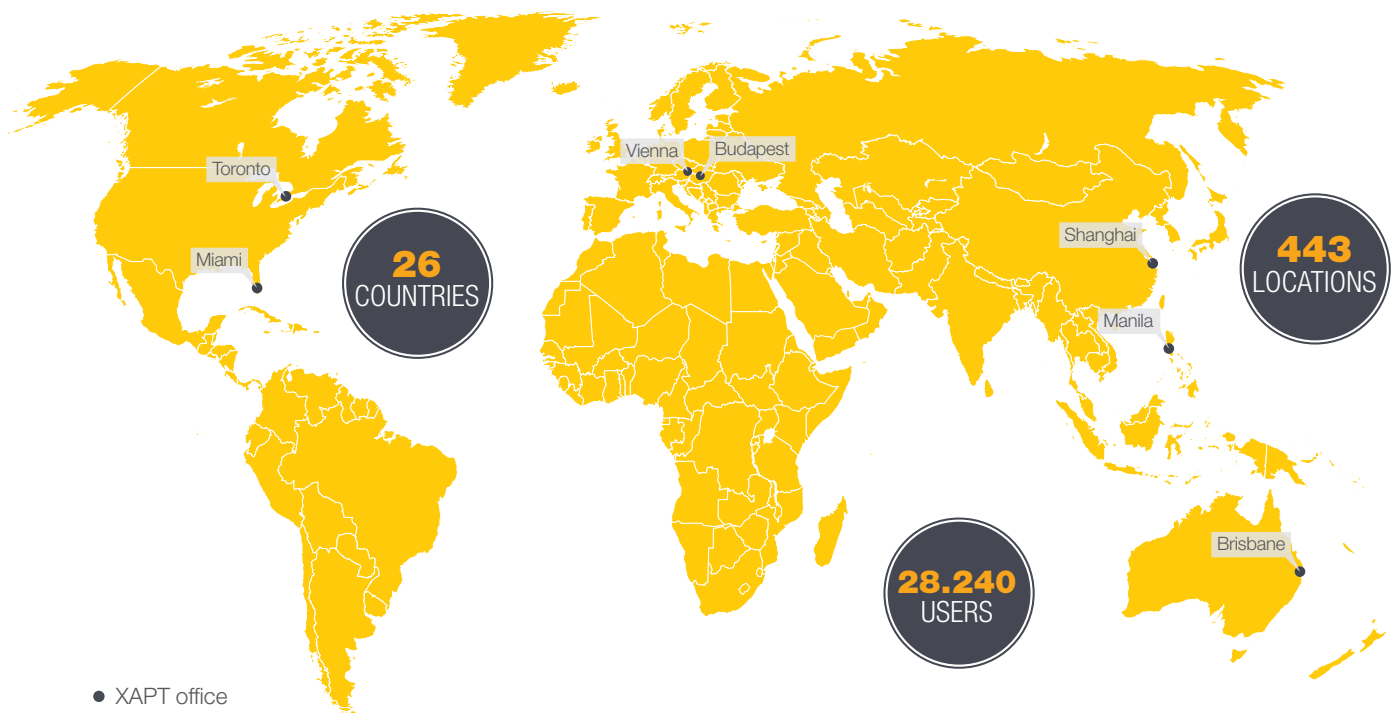 Vienna
Budapest
Toronto
Shanghai
Miami
26
COUNTRIES
443
LOCATIONS
Manila
Brisbane
28.240
USERS
XAPT office